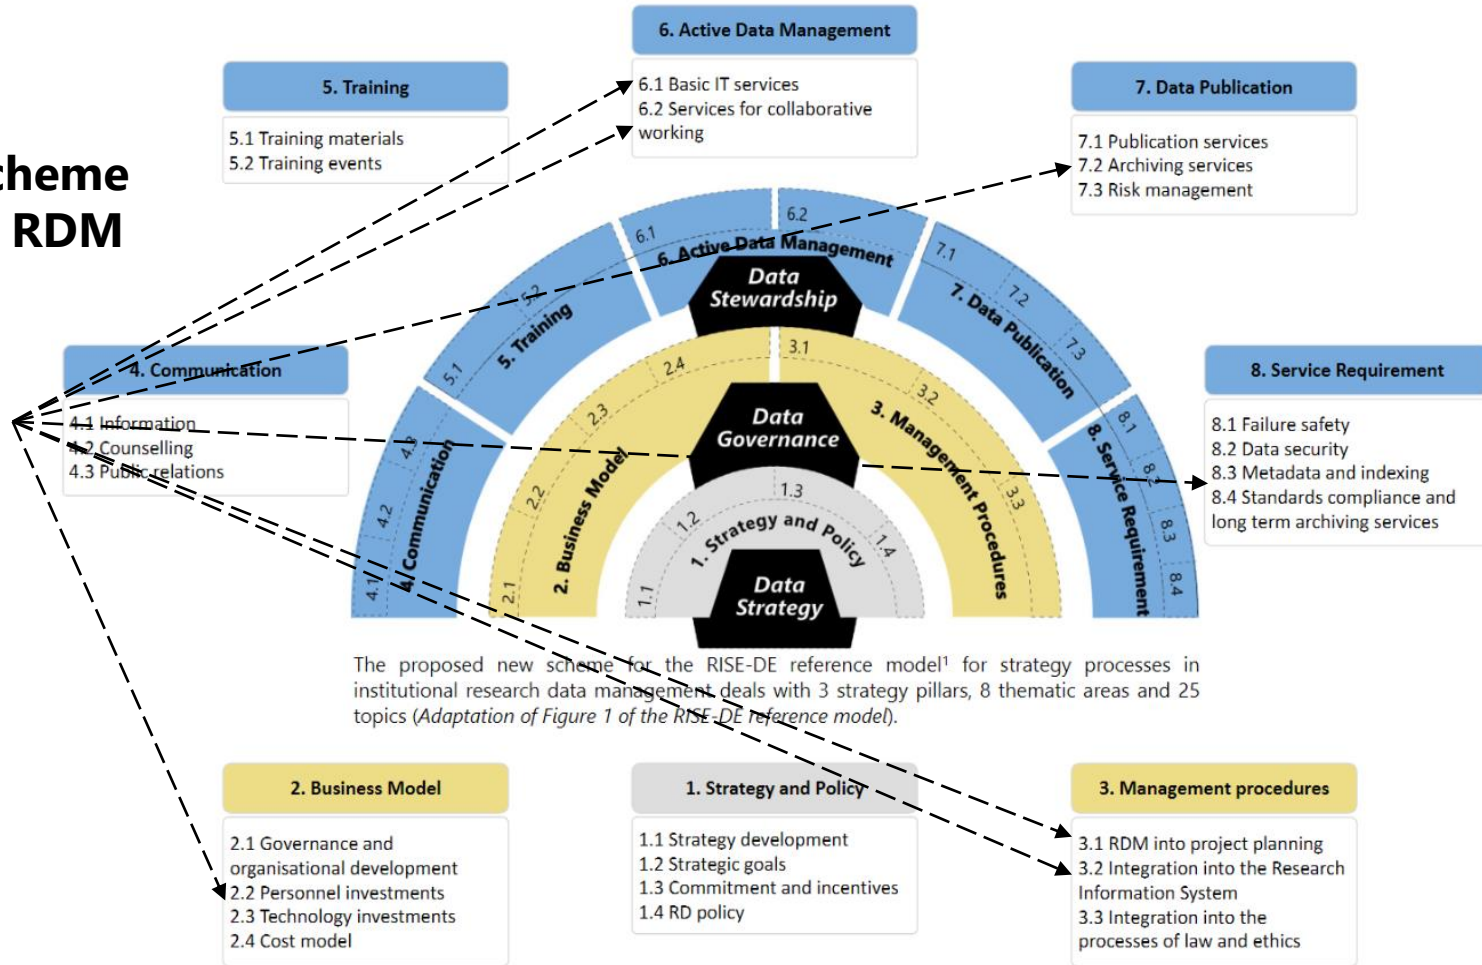 6. Active Data Management
6.1 Basic IT services
6.2 Services for collaborative
working
5. Training
5.1 Training materials
5.2 Training events
7. Data Publication
7.1 Publication services
7.2 Archiving services
7.3 Risk management
cheme
RDM
4. Communication
4.1 Information
4.2 Counselling
4.3 Public relations
8. Service Requirement
8.1 Failure safety
8.2 Data security
8.3 Metadata and indexing
8.4 Standards compliance and
long term archiving services
4.1
4.2
4.3
4. Communication
5.1
5.2
5. Training
6.1
6.2
6. Active Data Management
7.1
7.2
7.3
7. Data Publication
8.1
8.2
8.3
8.4
8. Service Requirement
Data
Stewardship
2.1
2.2
2.3
2.4
2. Business Model
3.1
3.2
3.3
3. Management Procedures
Data
Governance
1.1
1.2
1.3
1.4
1. Strategy and Policy
Data
Strategy
The proposed new scheme for the RISE-DE reference model¹ for strategy processes in
institutional research data management deals with 3 strategy pillars, 8 thematic areas and 25
topics (Adaptation of Figure 1 of the RISE-DE reference model).
2. Business Model
2.1 Governance and
organisational development
2.2 Personnel investments
2.3 Technology investments
2.4 Cost model
1. Strategy and Policy
1.1 Strategy development
1.2 Strategic goals
1.3 Commitment and incentives
1.4 RD policy
3. Management procedures
3.1 RDM into project planning
3.2 Integration into the Research
Information System
3.3 Integration into the
processes of law and ethics